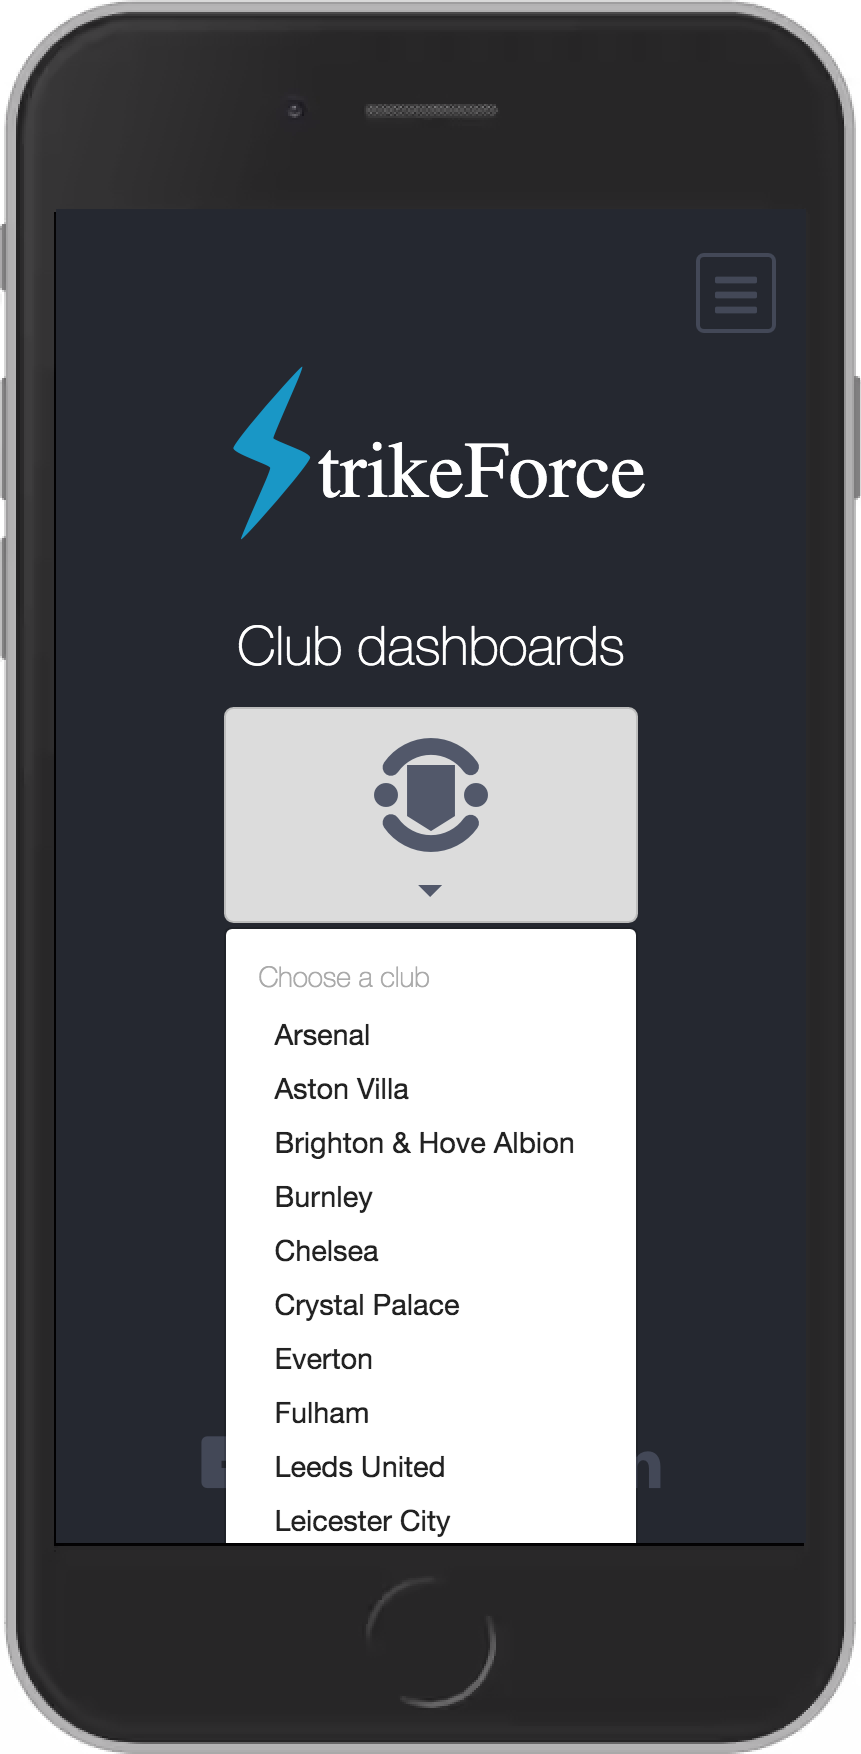 trikeForce
Club dashboards
Choose a club
Arsenal
Aston Villa
Brighton & Hove Albion
Burnley
Chelsea
Crystal Palace
Everton
Fulham
Leeds United
Leicester City